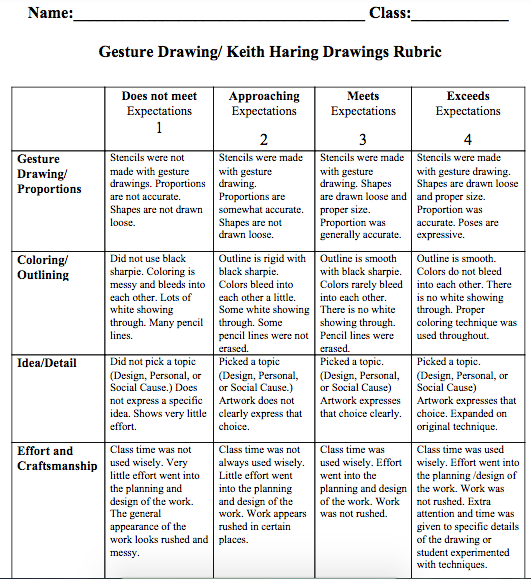 Name:_______________________________ Class:___________
Gesture Drawing/ Keith Haring Drawings Rubric
Does not meet
Expectations
1
Approaching
Expectations
2
Meets
Expectations
3
Exceeds
Expectations
4
Gesture
Drawing/
Proportions
Stencils were not
made with gesture
drawings. Proportions
are not accurate.
Shapes are not drawn
loose.
Stencils were made
with gesture
drawing.
Proportions are
somewhat accurate.
Shapes are not
drawn loose.
Stencils were made
with gesture
drawing. Shapes
are drawn loose and
proper size.
Proportion was
generally accurate.
Stencils were made
with gesture drawing.
Shapes are drawn loose
and proper size.
Proportion was
accurate. Poses are
expressive.
Coloring/
Outlining
Did not use black
sharpie. Coloring is
messy and bleeds into
each other. Lots of
white showing
through. Many pencil
lines.
Outline is rigid with
black sharpie.
Colors bleed into
each other a little.
Some white showing
through. Some
pencil lines were not
erased.
Outline is smooth
with black sharpie.
Colors rarely bleed
into each other.
There is no white
showing through.
Pencil lines were
erased.
Outline is smooth.
Colors do not bleed
into each other. There
is no white showing
through. Proper
coloring technique was
used throughout.
Idea/Detail
Did not pick a topic
(Design, Personal, or
Social Cause.) Does
not express a specific
idea. Shows very little
effort.
Picked a topic
(Design, Personal,
or Social Cause.)
Artwork does not
clearly express that
choice.
Picked a topic.
(Design, Personal,
or Social Cause)
Artwork expresses
that choice clearly.
Picked a topic.
(Design, Personal, or
Social Cause)
Artwork expresses that
choice. Expanded on
original technique.
Effort and
Craftsmanship
Class time was not
used wisely. Very
little effort went into
the planning and
design of the work.
The general
appearance of the
work looks rushed and
messy.
Class time was not
always used wisely.
Little effort went
into the planning
and design of the
work. Work appears
rushed in certain
places.
Class time was
used wisely. Effort
went into the
planning and design
of the work. Work
was not rushed.
Class time was used
wisely. Effort went into
the planning /design of
the work. Work was
not rushed. Extra
attention and time was
given to specific details
of the drawing or
student experimented
with techniques.